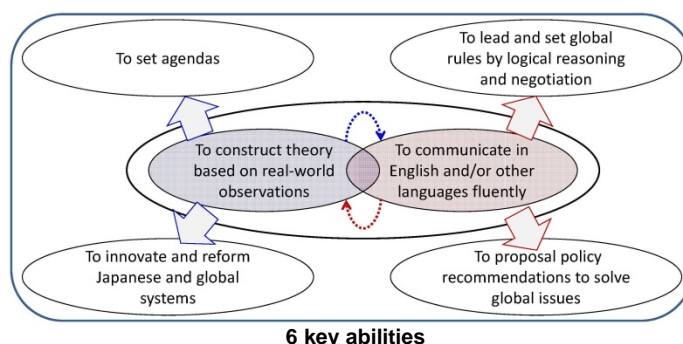 To set agendas
To lead and set global
rules by logical reasoning
and negotiation
To construct theory
based on real-world
observations
To communicate in
English and/or other
languages fluently
To innovate and reform
Japanese and global
systems
To proposal policy
recommendations to solve
global issues
6 key abilities